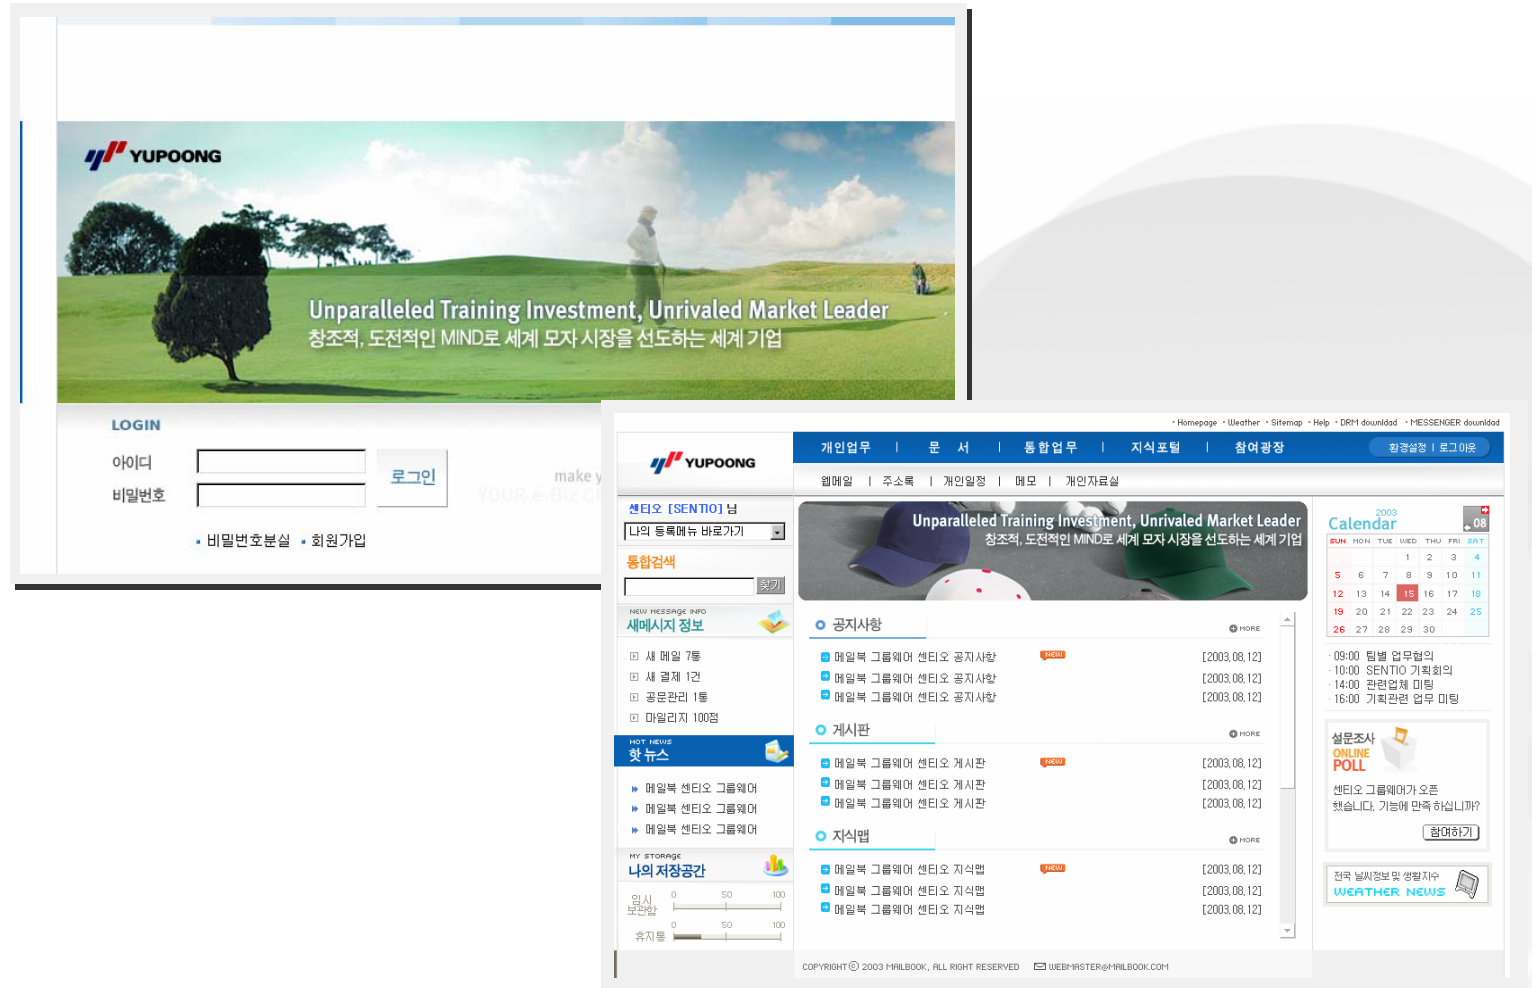 YUPOONG
Unparalleled Training Investment, Unrivaled Market Leader
창조적, 도전적인 MIND로 세계 모자 시장을 선도하는 세계 기업
LOGIN
아이디
비밀번호
로그인
make y
비밀번호분실
회원가입
· Homepage · Weather · Sitemap · Help · DRM downldad · MESSENGER downldad
YUPOONG
개인업무 | 문 서 | 통합업무 | 지식포털 | 참여광장
환경설정 | 로그아웃
웹메일 | 주소록 | 개인일정 | 메모 | 개인자료실
센티오 [SENTIO] 님
나의 등록메뉴 바로가기
통합검색
찾기
NEW MESSAGE INFO
새메시지 정보
새 메일 7통
새 결제 1건
공문관리 1통
마일리지 100점
HOT NEWS
핫 뉴스
메일북 센티오 그룹웨어
메일북 센티오 그룹웨어
메일북 센티오 그룹웨어
MY STORAGE
나의 저장공간
임시
보관함
0 50 100
휴지통
0 50 100
Unparalleled Training Investment, Unrivaled Market Leader
창조적, 도전적인 MIND로 세계 모자 시장을 선도하는 세계 기업
공지사항
MORE
메일북 그룹웨어 센티오 공지사항 NEW [2003.08.12]
메일북 그룹웨어 센티오 공지사항 [2003.08.12]
메일북 그룹웨어 센티오 공지사항 [2003.08.12]
게시판
MORE
메일북 그룹웨어 센티오 게시판 NEW [2003.08.12]
메일북 그룹웨어 센티오 게시판 [2003.08.12]
메일북 그룹웨어 센티오 게시판 [2003.08.12]
지식맵
MORE
메일북 그룹웨어 센티오 지식맵 NEW [2003.08.12]
메일북 그룹웨어 센티오 지식맵 [2003.08.12]
메일북 그룹웨어 센티오 지식맵 [2003.08.12]
2003
Calendar
08
SUN MON TUE WED THU FRI SAT
1 2 3 4
5 6 7 8 9 10 11
12 13 14 15 16 17 18
19 20 21 22 23 24 25
26 27 28 29 30
· 09:00 팀별 업무협의
· 10:00 SENTIO 기획회의
· 14:00 관련업체 미팅
· 16:00 기획관련 업무 미팅
설문조사
ONLINE
POLL
센티오 그룹웨어가 오픈
했습니다. 기능에 만족 하십니까?
참여하기
전국 날씨정보 및 생활지수
WEATHER NEWS
COPYRIGHT© 2003 MAILBOOK, ALL RIGHT RESERVED
WEBMASTER@MAILBOOK.COM